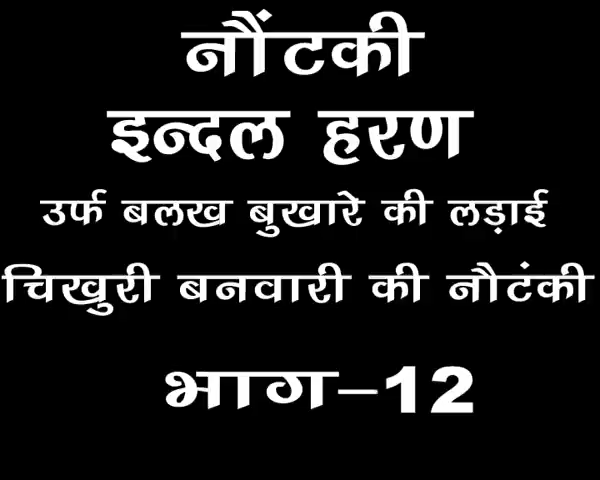 नौंटकी
इन्दल हरण
उर्फ बलख बुखारे की लड़ाई
चिखुरी बनवारी की नौटंकी
भाग-12